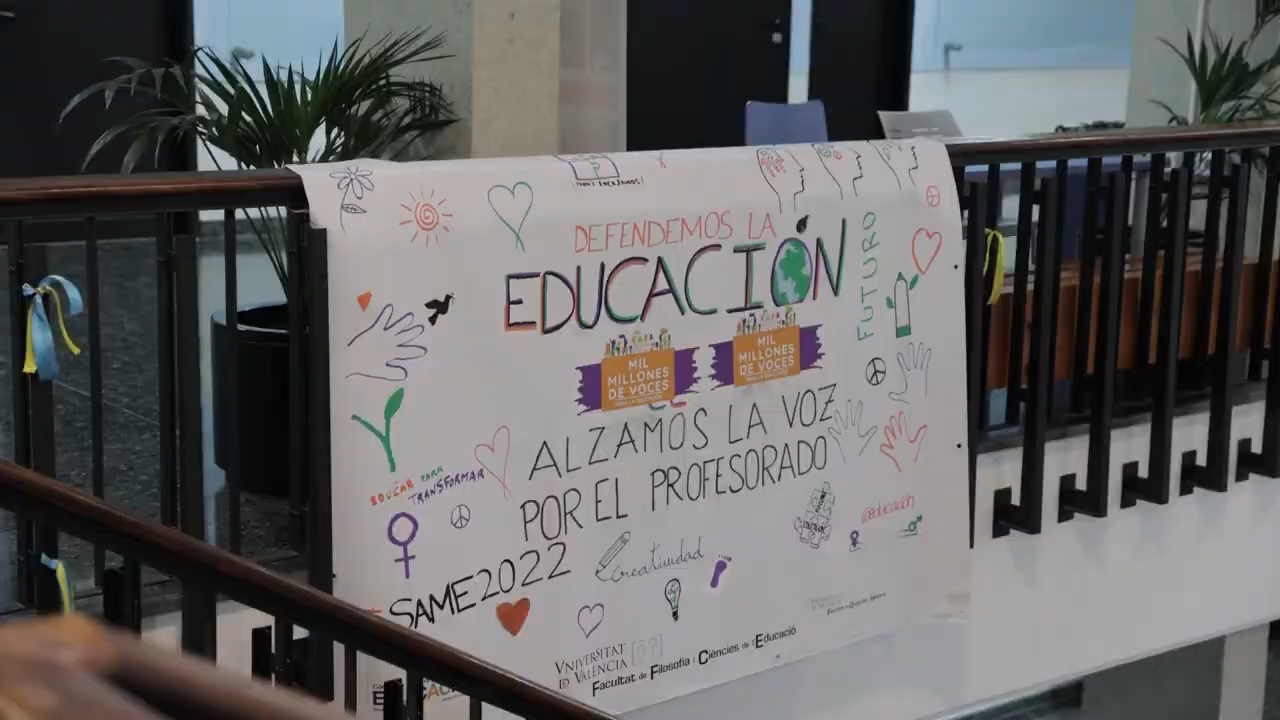 DEFENDEMOS LA
EDUCACIÓN
FUTURO
MIL
MILLONES
DE VOCES
MIL
MILLONES
DE VOCES
ALZAMOS LA VOZ
POR EL PROFESORADO
EDUCAR PARA
TRANSFORMAR
@educación
SAME2022
Creatividad
VNIVERSITAT
ID VALÈNCIA
Facultat de Filosofia i Ciències de l'Educació